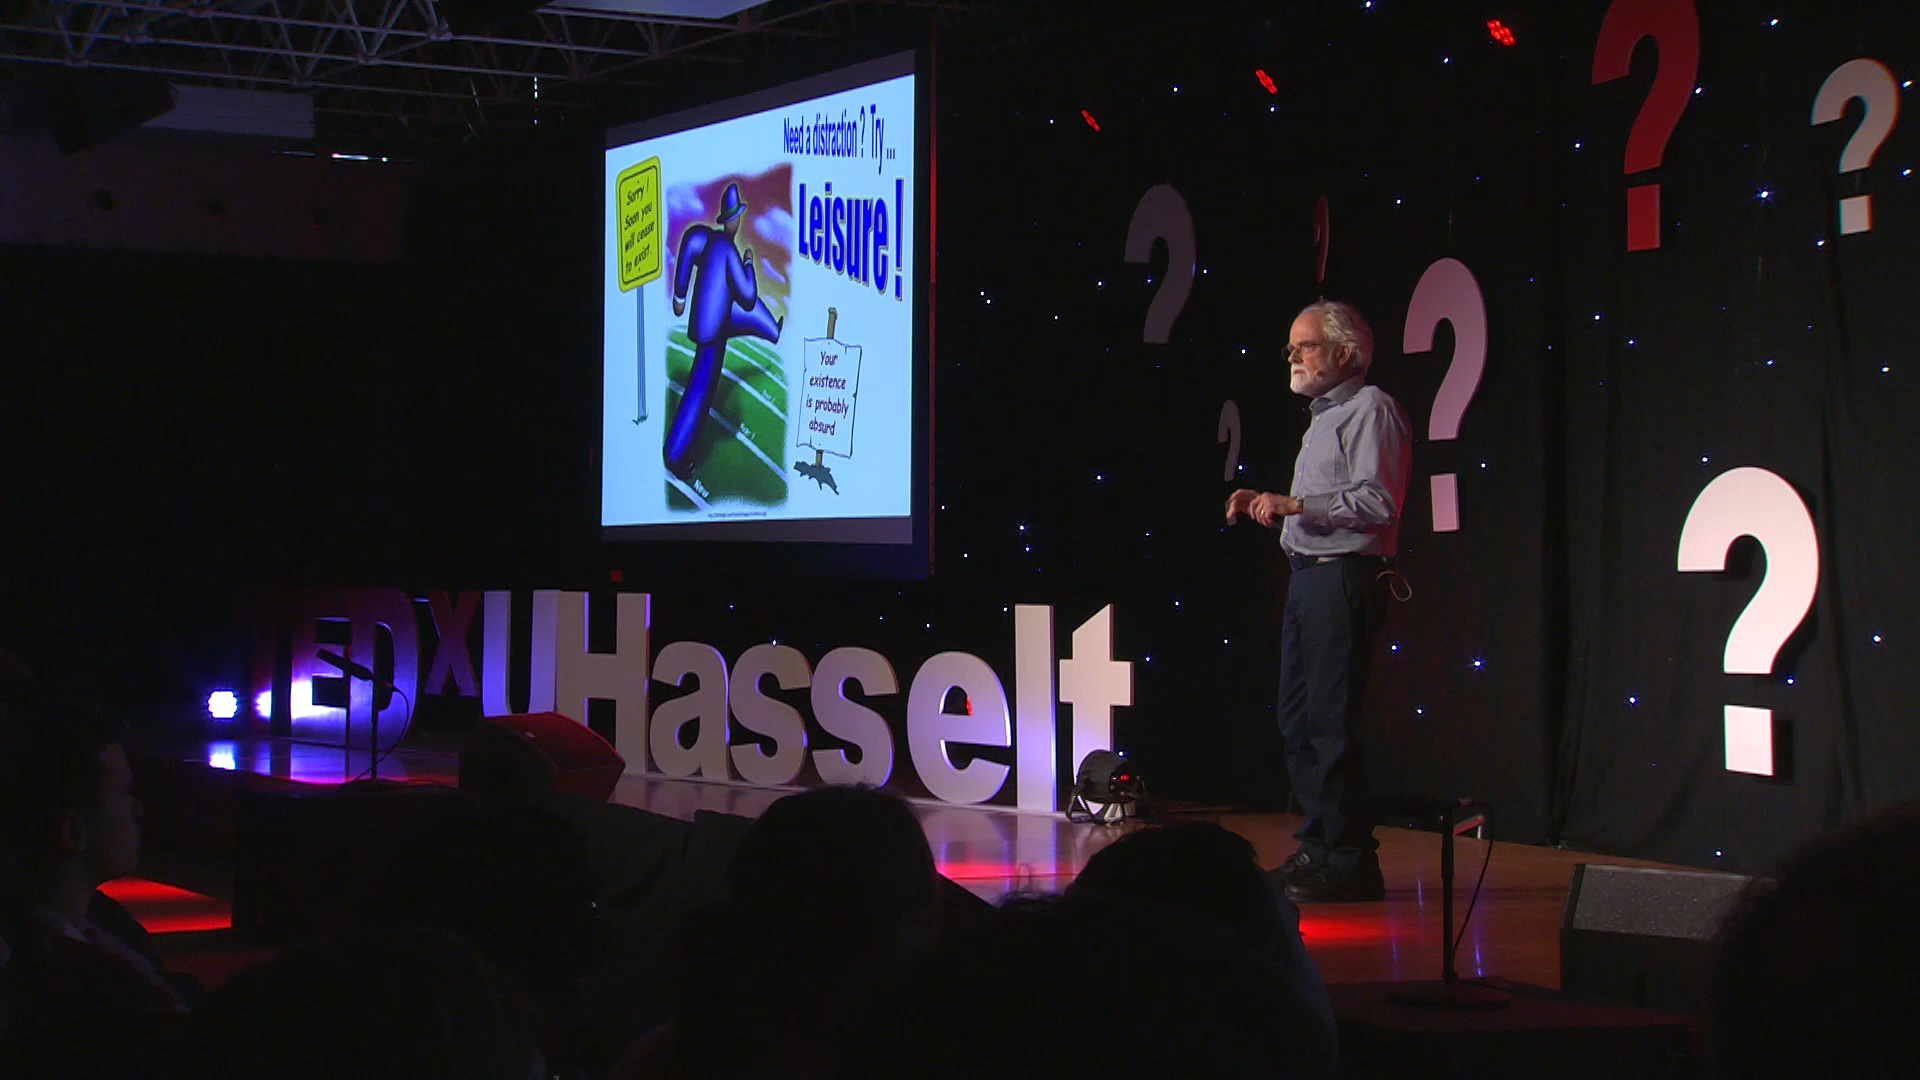 Need a distraction ? Try ...
Leisure !
Sorry !
Soon you
will cease
to exist.
Your
existence
is probably
absurd
TEDxUHasselt
?
?
?
?
?
?
?